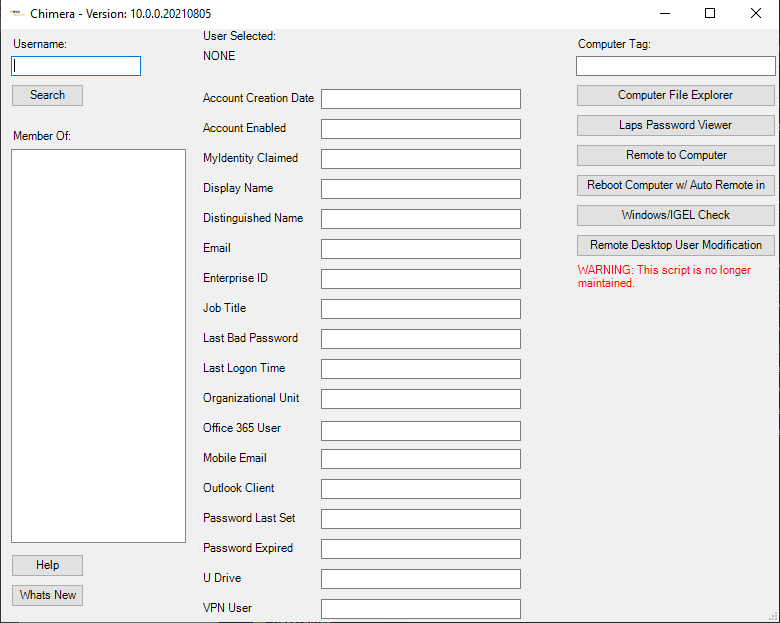 Chimera - Version: 10.0.0.20210805
Username:
Search
Member Of:
Help
Whats New
User Selected:
NONE
Account Creation Date
Account Enabled
MyIdentity Claimed
Display Name
Distinguished Name
Email
Enterprise ID
Job Title
Last Bad Password
Last Logon Time
Organizational Unit
Office 365 User
Mobile Email
Outlook Client
Password Last Set
Password Expired
U Drive
VPN User
Computer Tag:
Computer File Explorer
Laps Password Viewer
Remote to Computer
Reboot Computer w/ Auto Remote in
Windows/IGEL Check
Remote Desktop User Modification
WARNING: This script is no longer
maintained.